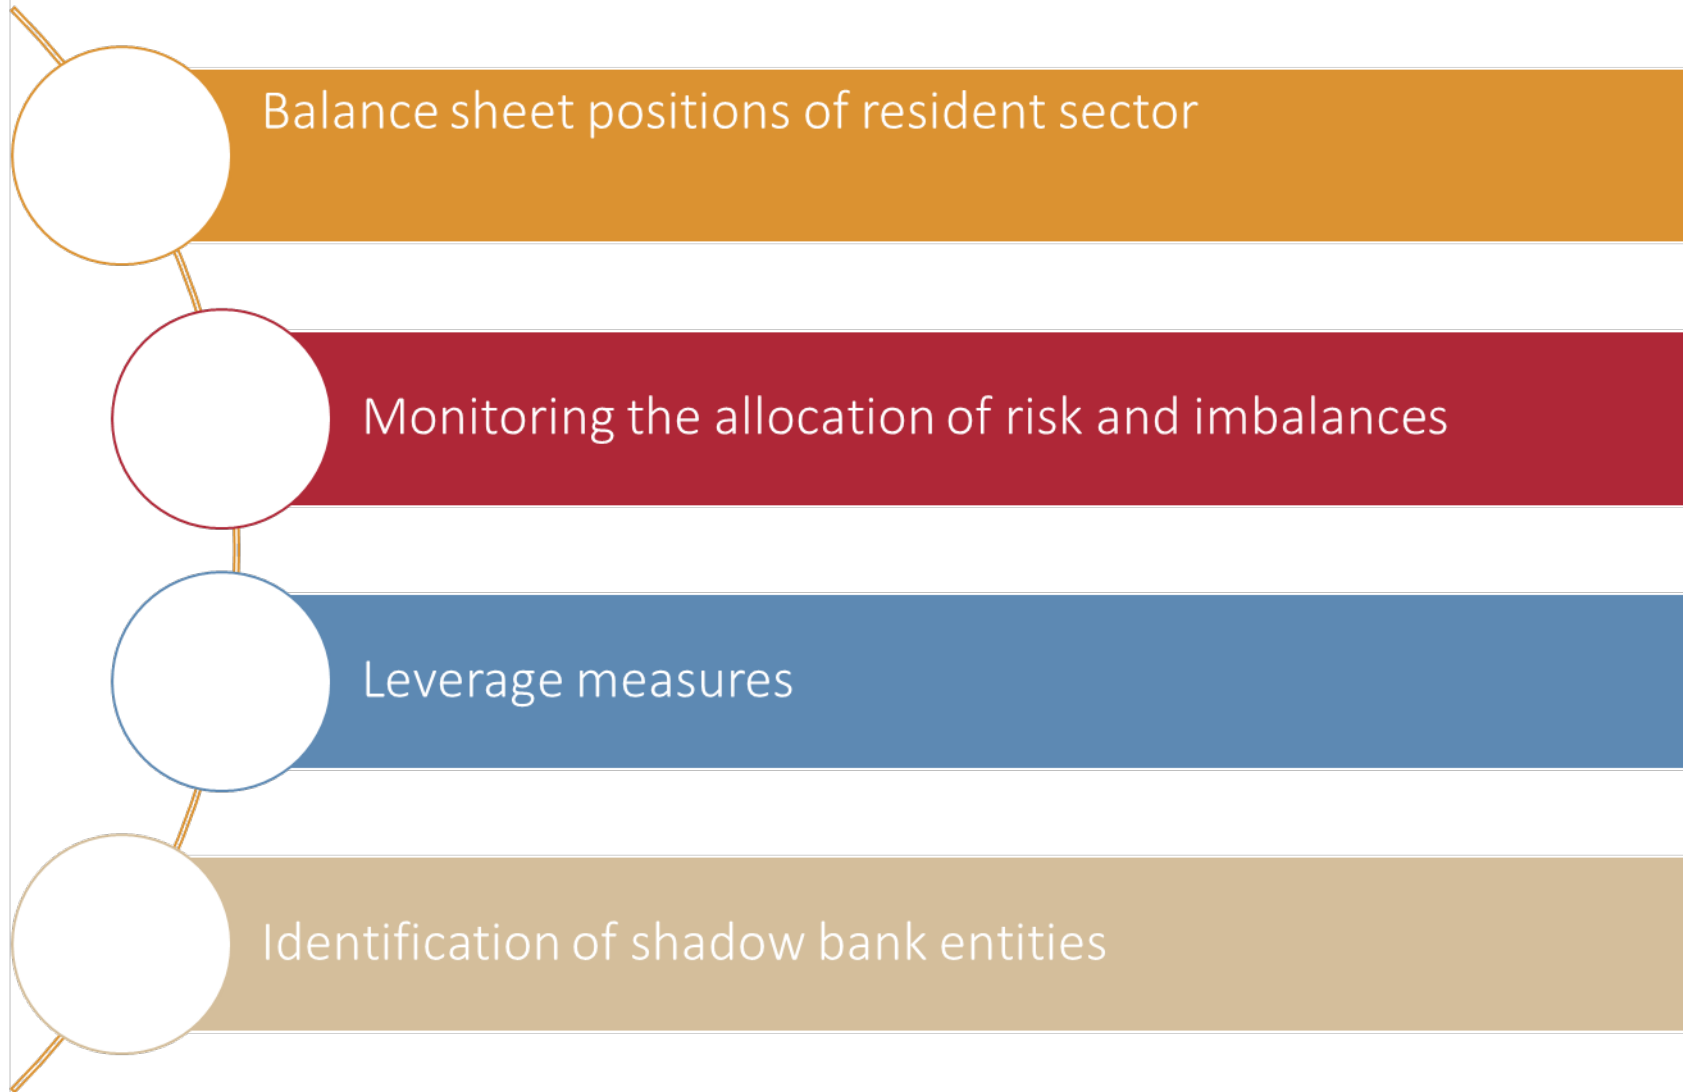 Balance sheet positions of resident sector
Monitoring the allocation of risk and imbalances
Leverage measures
Identification of shadow bank entities